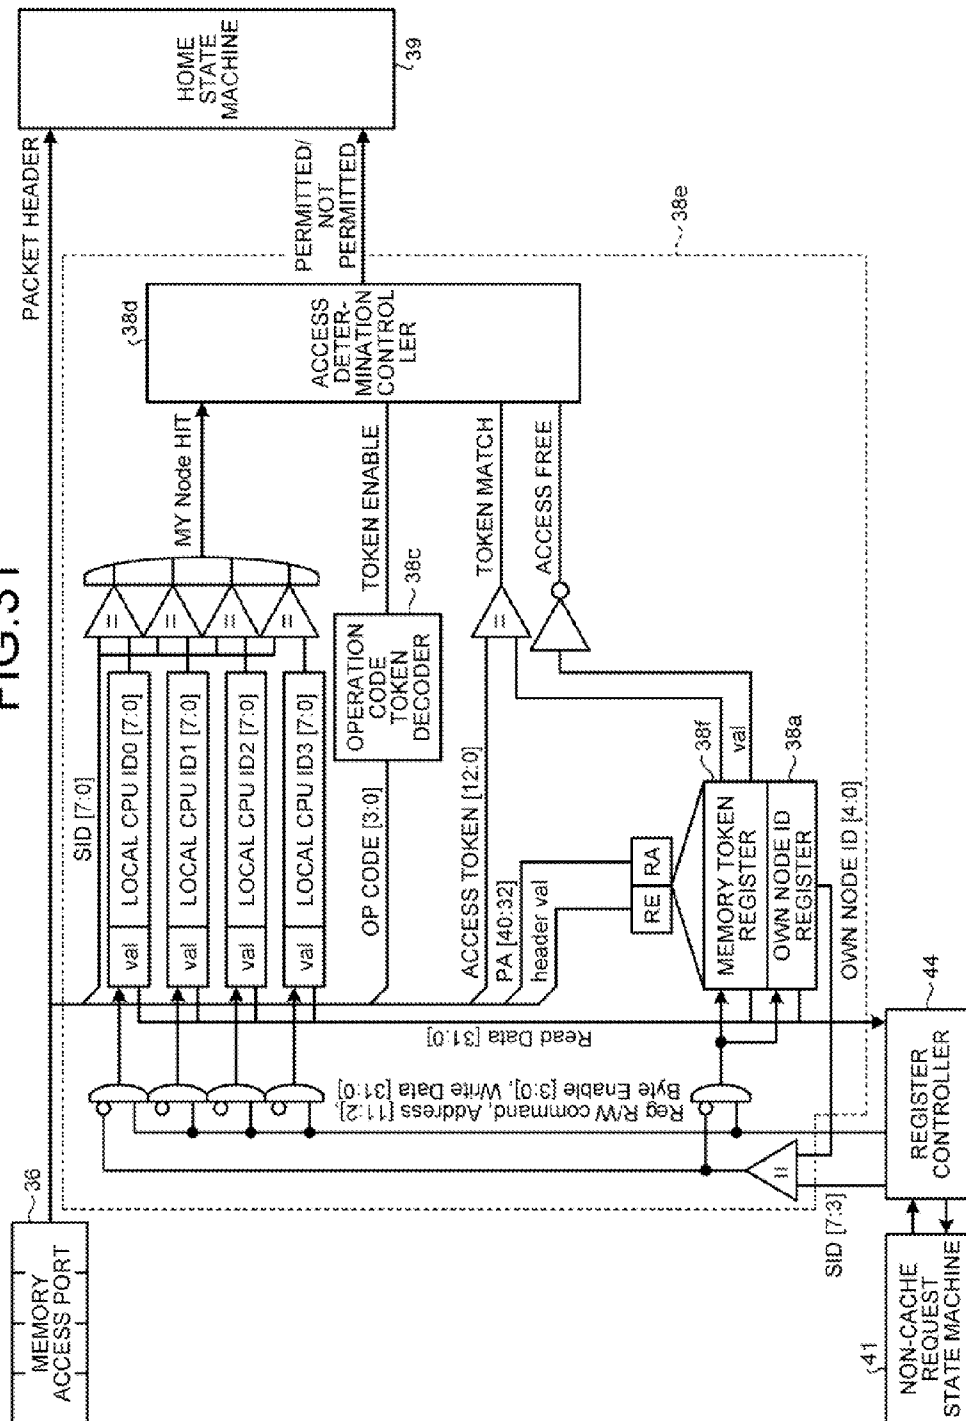 FIG.31
MEMORY
ACCESS PORT
36
PACKET HEADER
HOME
STATE
MACHINE
39
PERMITTED/
NOT
PERMITTED
38e
38d
ACCESS
DETER-
MINATION
CONTROL
LER
MY Node HIT
TOKEN ENABLE
TOKEN MATCH
ACCESS FREE
SID [7:0]
=
=
=
=
val
LOCAL CPU ID0 [7:0]
val
LOCAL CPU ID1 [7:0]
val
LOCAL CPU ID2 [7:0]
val
LOCAL CPU ID3 [7:0]
OP CODE [3:0]
OPERATION
CODE
TOKEN
DECODER
38c
ACCESS TOKEN [12:0]
=
PA [40:32]
header val
RE
RA
MEMORY TOKEN
REGISTER
38f
val
OWN NODE ID
REGISTER
38a
OWN NODE ID [4:0]
Read Data [31:0]
Reg R/W command, Address [11:2],
Byte Enable [3:0], Write Data [31:0]
=
SID [7:3]
REGISTER
CONTROLLER
44
NON-CACHE
REQUEST
STATE MACHINE
41